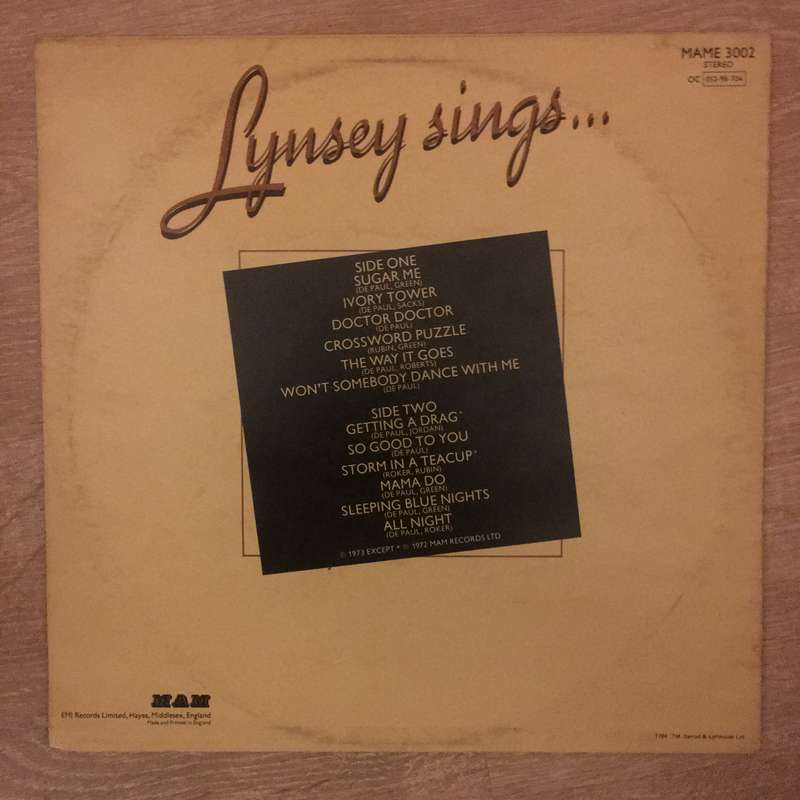 MAME 3002
STEREO
OC 052·98·704
Lynsey sings...
SIDE ONE
SUGAR ME
(DE PAUL, GREEN)
IVORY TOWER
(DE PAUL, SACKS)
DOCTOR DOCTOR
(DE PAUL)
CROSSWORD PUZZLE
(RUBIN, GREEN)
THE WAY IT GOES
(DE PAUL, ROBERTS)
WON'T SOMEBODY DANCE WITH ME
(DE PAUL)
SIDE TWO
GETTING A DRAG*
(DE PAUL, JORDAN)
SO GOOD TO YOU
(DE PAUL)
STORM IN A TEACUP*
(ROKER, RUBIN)
MAMA DO
(DE PAUL, GREEN)
SLEEPING BLUE NIGHTS
(DE PAUL, GREEN)
ALL NIGHT
(DE PAUL, ROKER)
℗ 1973 EXCEPT * ℗ 1972 MAM RECORDS LTD
MAM
EMI Records Limited, Hayes, Middlesex, England
Made and Printed in England